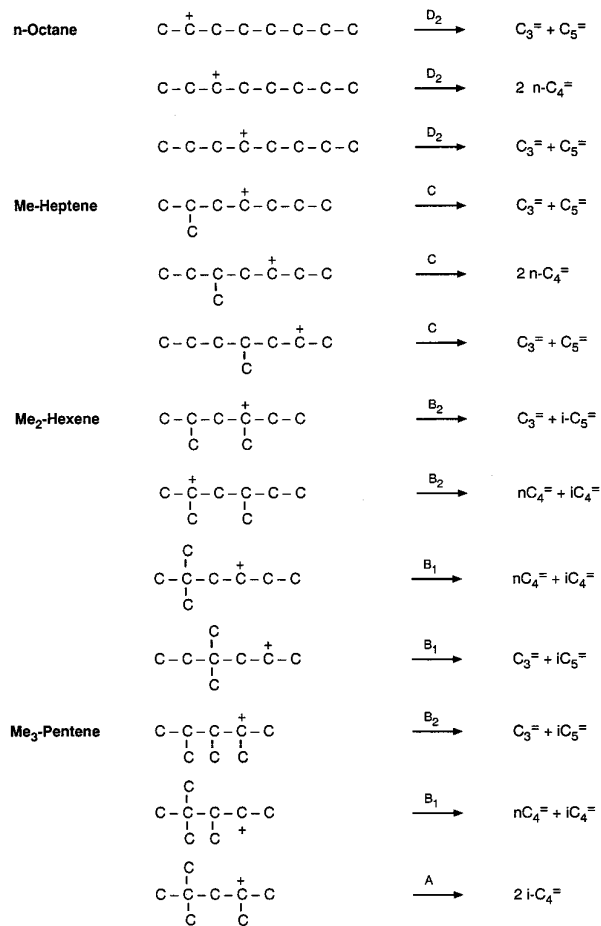 +
n-Octane C-C-C-C-C-C-C-C D₂ C₃⁼ + C₅⁼
+
C-C-C-C-C-C-C-C D₂ 2 n-C₄⁼
+
C-C-C-C-C-C-C-C D₂ C₃⁼ + C₅⁼
+
Me-Heptene C-C-C-C-C-C-C C C₃⁼ + C₅⁼
C
+
C-C-C-C-C-C-C C 2 n-C₄⁼
C
+
C-C-C-C-C-C-C C C₃⁼ + C₅⁼
C
+
Me₂-Hexene C-C-C-C-C-C B₂ C₃⁼ + i-C₅⁼
C C
+
C-C-C-C-C-C B₂ nC₄⁼ + iC₄⁼
C C
C
+
C-C-C-C-C-C B₁ nC₄⁼ + iC₄⁼
C
C
+
C-C-C-C-C-C B₁ C₃⁼ + iC₅⁼
C
+
Me₃-Pentene C-C-C-C-C B₂ C₃⁼ + iC₅⁼
C C C
C
C-C-C-C-C B₁ nC₄⁼ + iC₄⁼
C C +
C
+
C-C-C-C-C A 2 i-C₄⁼
C C